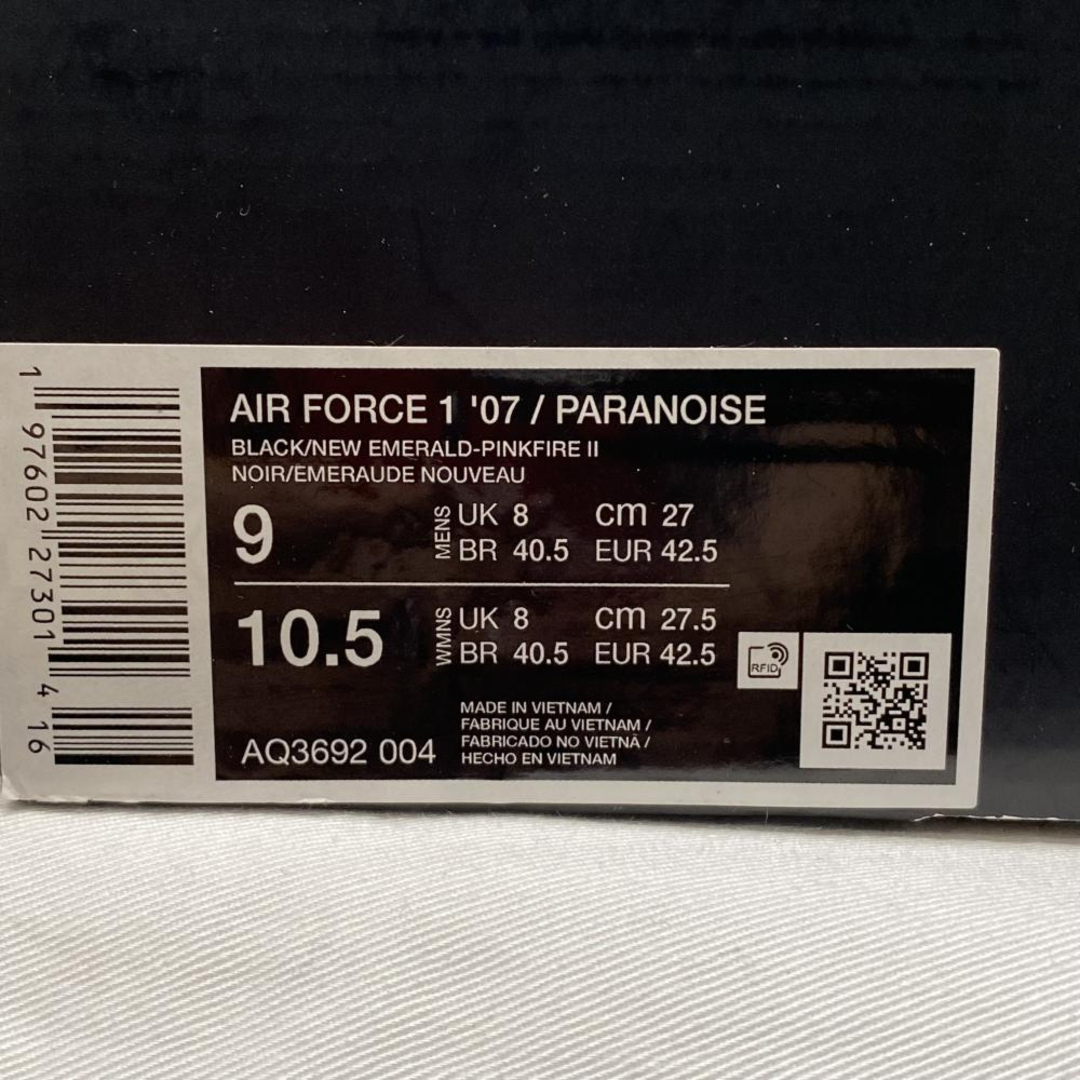 1 97602 27301 4 16
AIR FORCE 1 '07 / PARANOISE
BLACK/NEW EMERALD-PINKFIRE II
NOIR/EMERAUDE NOUVEAU
9 MENS UK 8 cm 27
BR 40.5 EUR 42.5
10.5 WMNS UK 8 cm 27.5
BR 40.5 EUR 42.5
RFID
MADE IN VIETNAM /
FABRIQUE AU VIETNAM /
FABRICADO NO VIETNÃ /
HECHO EN VIETNAM
AQ3692 004